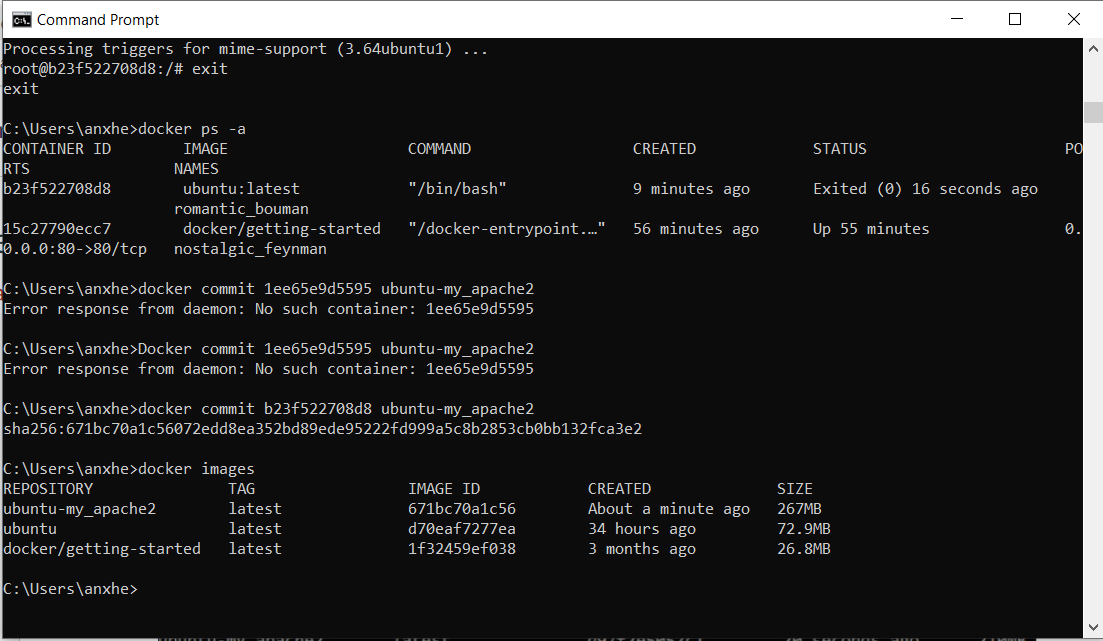 Command Prompt
Processing triggers for mime-support (3.64ubuntu1) ...
root@b23f522708d8:/# exit
exit
C:\Users\anxhe>docker ps -a
CONTAINER ID        IMAGE                    COMMAND                  CREATED             STATUS                      PO
RTS                NAMES
b23f522708d8        ubuntu:latest            "/bin/bash"              9 minutes ago       Exited (0) 16 seconds ago
                   romantic_bouman
15c27790ecc7        docker/getting-started   "/docker-entrypoint.…"   56 minutes ago      Up 55 minutes               0.
0.0.0:80->80/tcp   nostalgic_feynman
C:\Users\anxhe>docker commit 1ee65e9d5595 ubuntu-my_apache2
Error response from daemon: No such container: 1ee65e9d5595
C:\Users\anxhe>Docker commit 1ee65e9d5595 ubuntu-my_apache2
Error response from daemon: No such container: 1ee65e9d5595
C:\Users\anxhe>docker commit b23f522708d8 ubuntu-my_apache2
sha256:671bc70a1c56072edd8ea352bd89ede95222fd999a5c8b2853cb0bb132fca3e2
C:\Users\anxhe>docker images
REPOSITORY               TAG                 IMAGE ID            CREATED              SIZE
ubuntu-my_apache2        latest              671bc70a1c56        About a minute ago   267MB
ubuntu                   latest              d70eaf7277ea        34 hours ago         72.9MB
docker/getting-started   latest              1f32459ef038        3 months ago         26.8MB
C:\Users\anxhe>